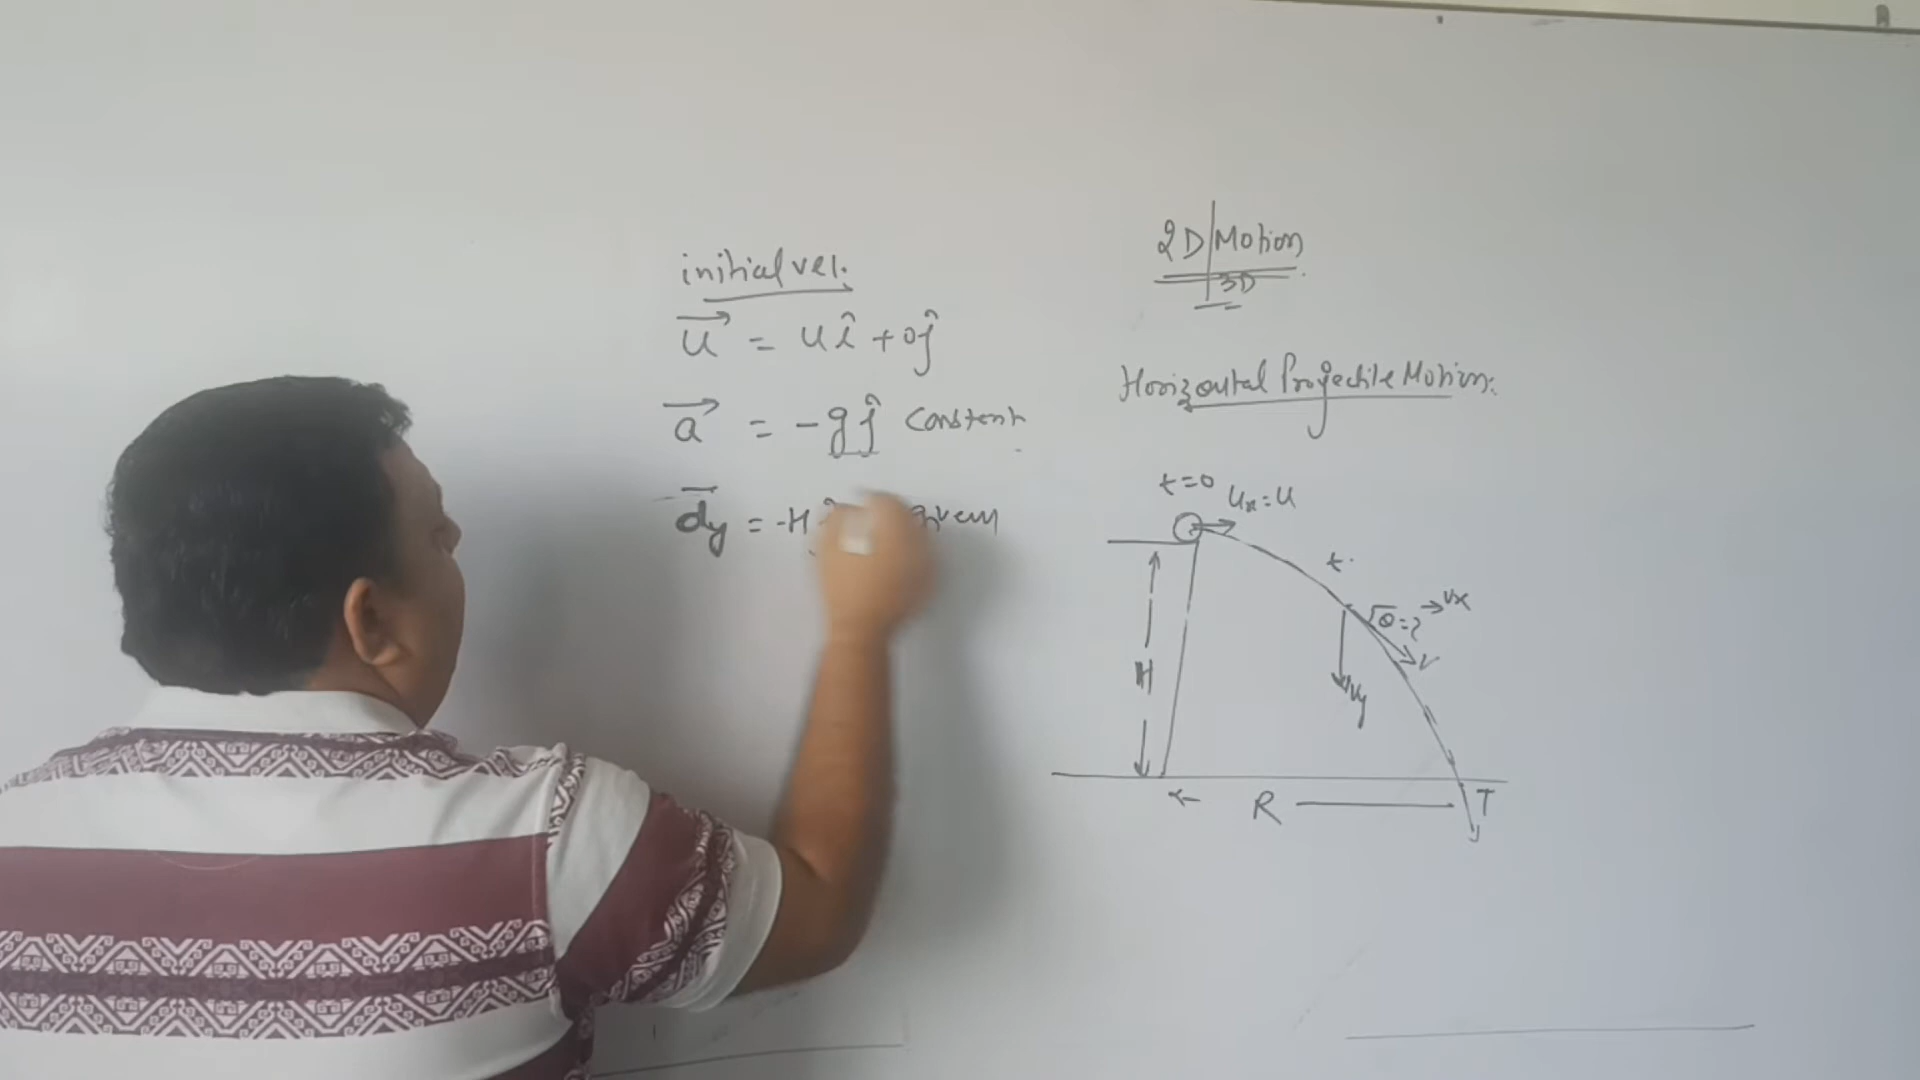 initial vel.
u⃗ = uî + 0ĵ
a⃗ = -gĵ Constant
d⃗y = -H given
2D Motion
3D
Horizontal Projectile Motion:
t=0
Ux=U
t
θ=?
Vx
V
Vy
H
R
T